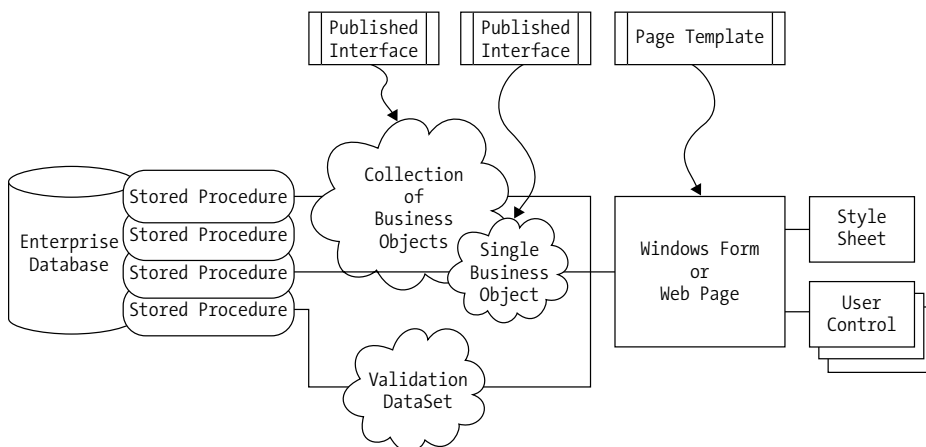 Published
Interface
Published
Interface
Page Template
Collection
of
Business
Objects
Stored Procedure
Stored Procedure
Stored Procedure
Stored Procedure
Enterprise
Database
Single
Business
Object
Windows Form
or
Web Page
Style
Sheet
User
Control
Validation
DataSet